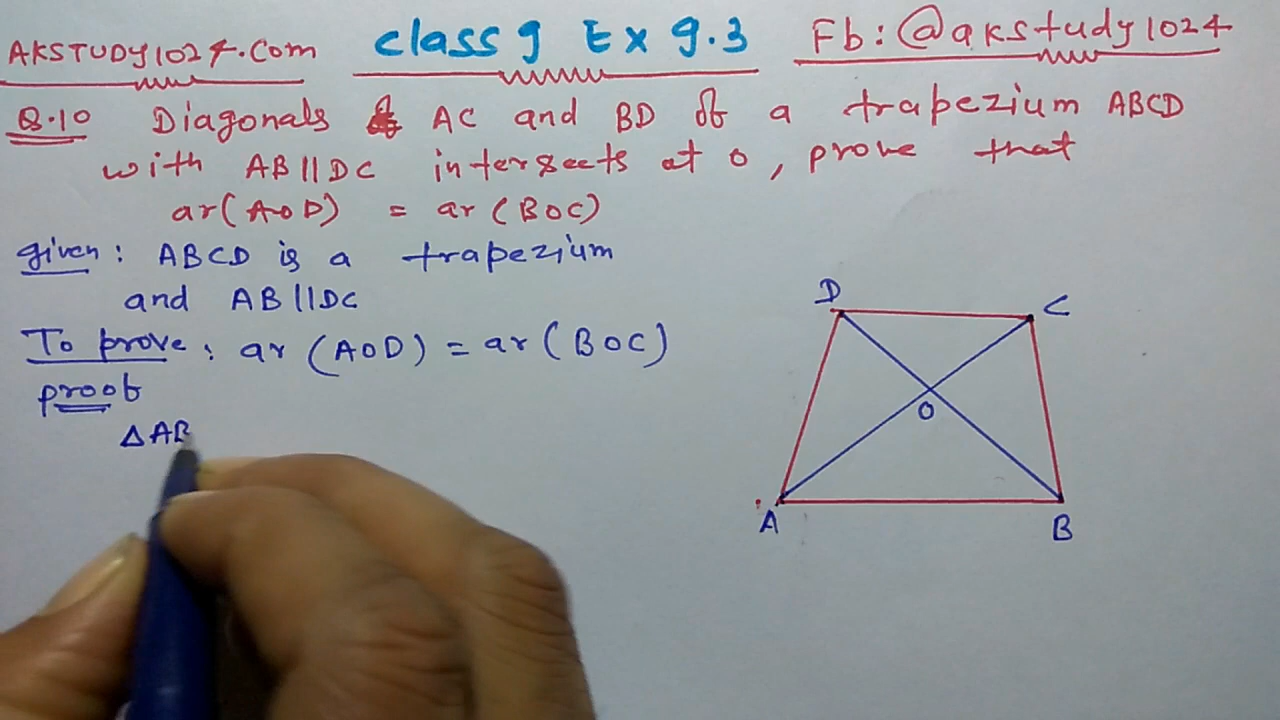 AKSTUDY1024.Com class 9 Ex 9.3 Fb: @akstudy1024
Q.10 Diagonals AC and BD of a trapezium ABCD
with AB||DC intersects at O, prove that
ar(AOD) = ar(BOC)
given: ABCD is a trapezium
and AB||DC
To prove: ar(AOD) = ar(BOC)
proof
△AB
D C
O
A B